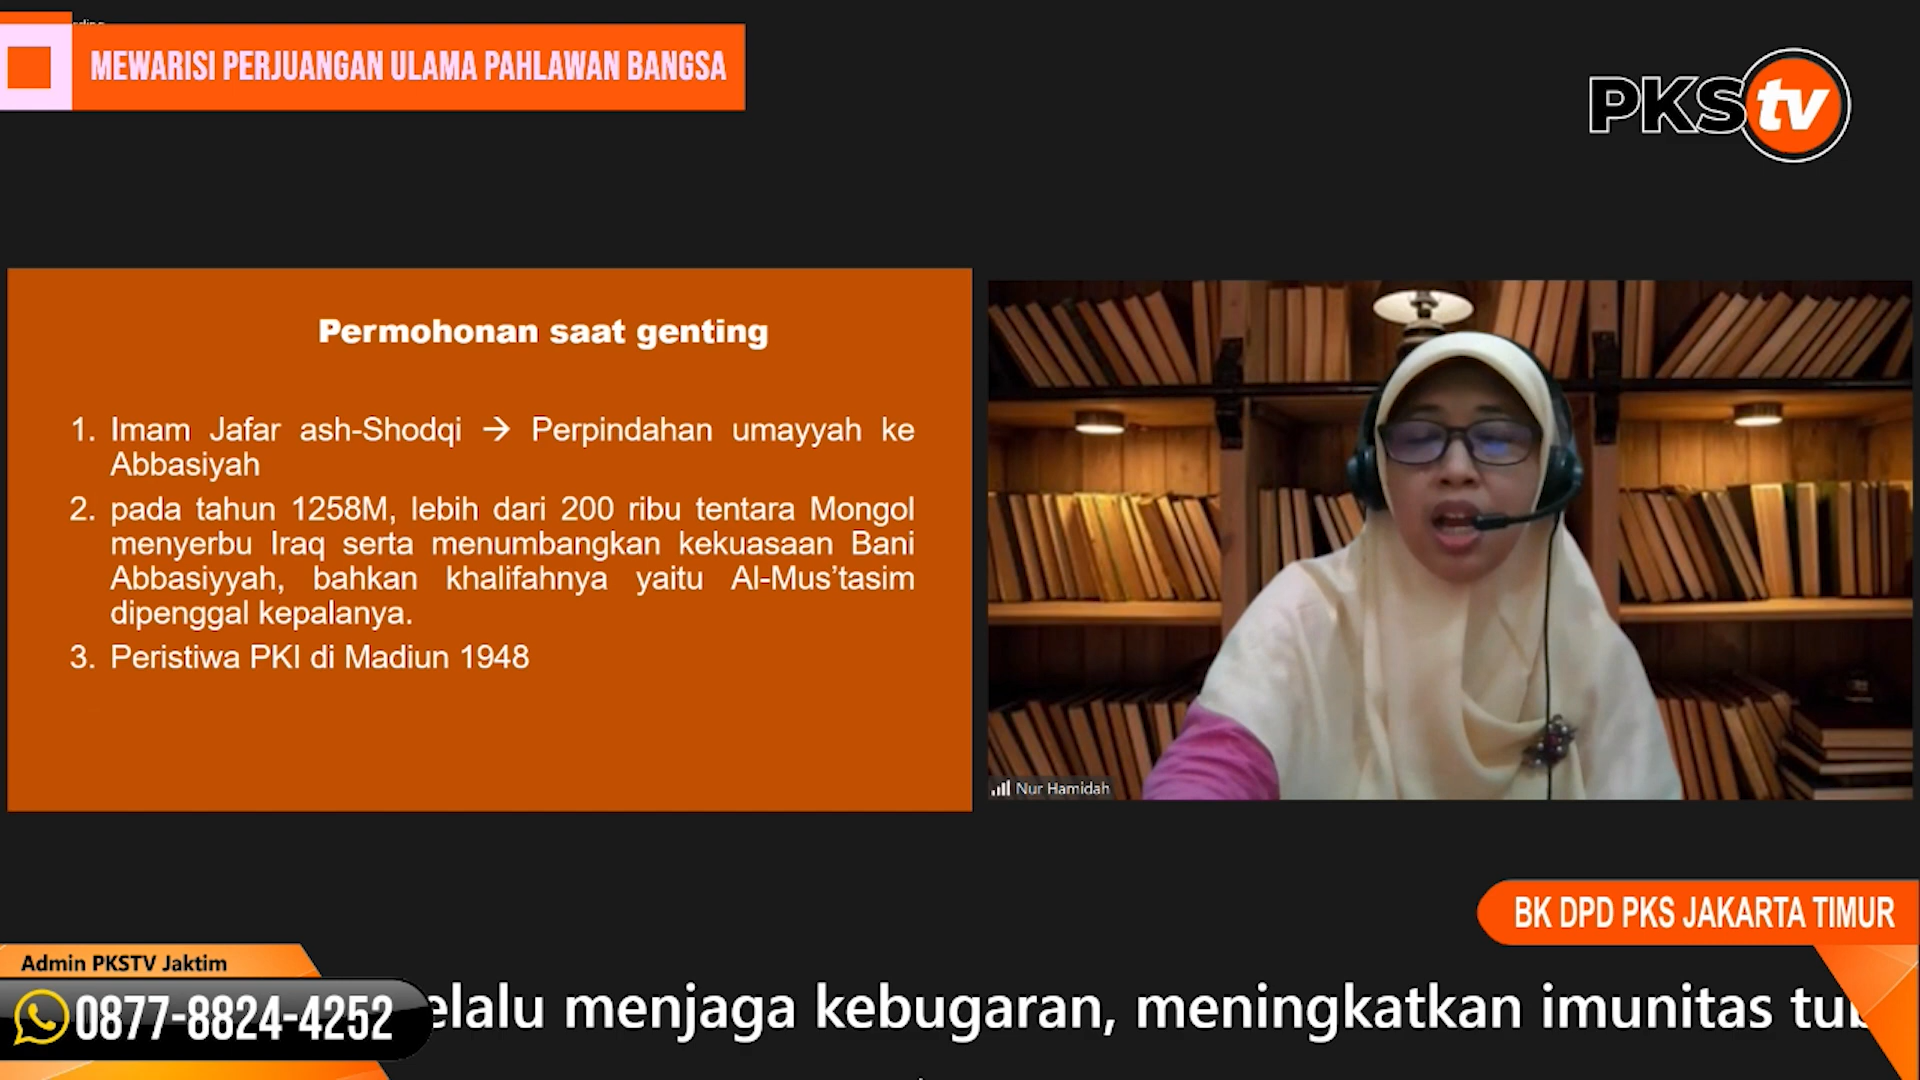 MEWARISI PERJUANGAN ULAMA PAHLAWAN BANGSA
PKS tv
Permohonan saat genting
1. Imam Jafar ash-Shodqi → Perpindahan umayyah ke
Abbasiyah
2. pada tahun 1258M, lebih dari 200 ribu tentara Mongol
menyerbu Iraq serta menumbangkan kekuasaan Bani
Abbasiyyah, bahkan khalifahnya yaitu Al-Mus’tasim
dipenggal kepalanya.
3. Peristiwa PKI di Madiun 1948
Nur Hamidah
BK DPD PKS JAKARTA TIMUR
Admin PKSTV Jaktim
0877-8824-4252
elalu menjaga kebugaran, meningkatkan imunitas tub